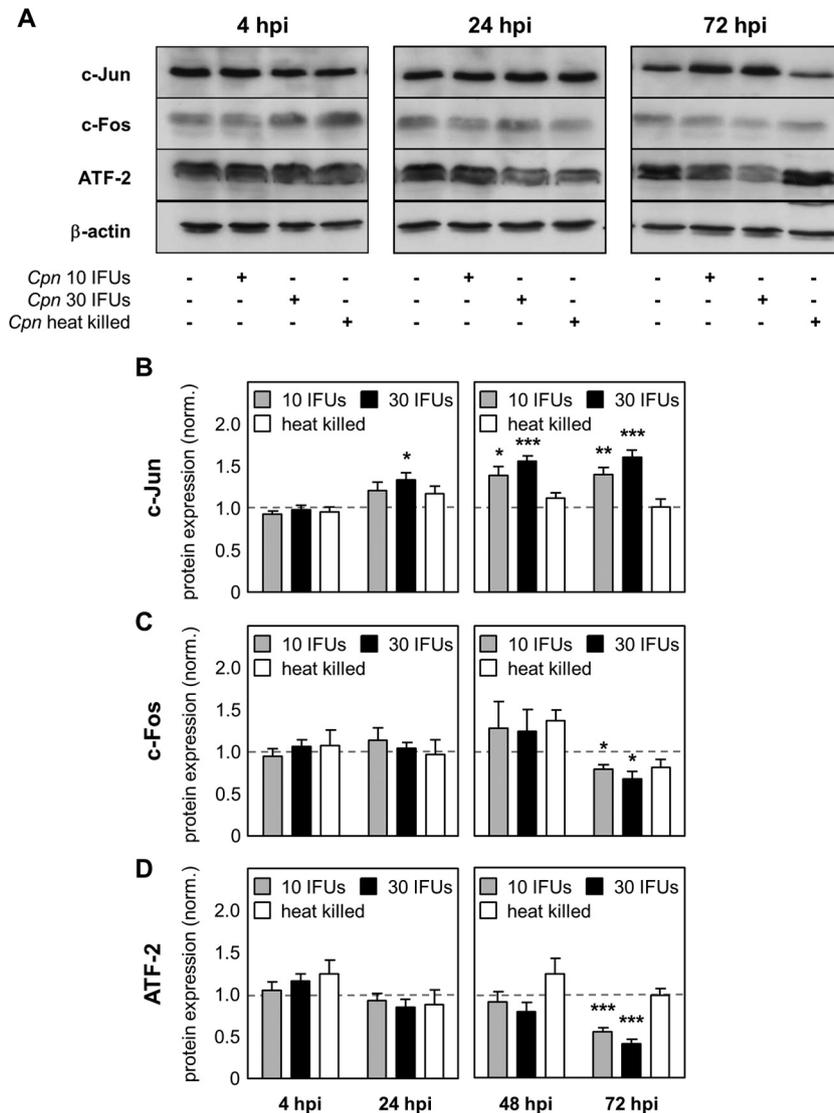 A
4 hpi 24 hpi 72 hpi
c-Jun
c-Fos
ATF-2
β-actin
Cpn 10 IFUs - + - - - + - - - + - -
Cpn 30 IFUs - - + - - - + - - - + -
Cpn heat killed - - - + - - - + - - - +
B
c-Jun
protein expression (norm.)
2.0
1.5
1.0
0.5
0
10 IFUs 30 IFUs
heat killed
*
10 IFUs 30 IFUs
heat killed
* *** ** ***
C
c-Fos
protein expression (norm.)
2.0
1.5
1.0
0.5
0
10 IFUs 30 IFUs
heat killed
10 IFUs 30 IFUs
heat killed
* *
D
ATF-2
protein expression (norm.)
2.0
1.5
1.0
0.5
0
10 IFUs 30 IFUs
heat killed
10 IFUs 30 IFUs
heat killed
*** ***
4 hpi 24 hpi 48 hpi 72 hpi